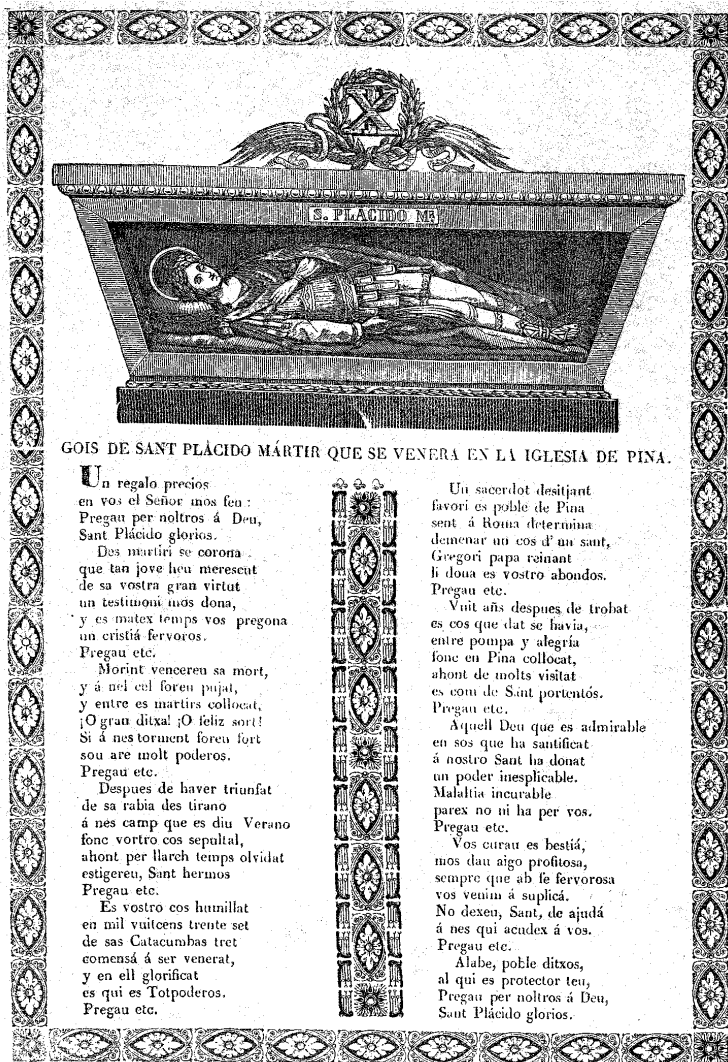 S. PLACIDO Mᴿ
GOIS DE SANT PLÀCIDO MÁRTIR QUE SE VENERA EN LA IGLESIA DE PINA.
Un regalo precios
en vos el Señor mos feu :
Pregau per noltros á Deu,
Sant Plácido glorios.
Des martiri se corona
que tan jove heu merescut
de sa vostra gran virtut
un testimoni mos dona,
y es matex temps vos pregona
un cristiá fervoros.
Pregau etc.
Morint vencereu sa mort,
y á nel cel foreu pujat,
y entre es martirs collocat,
¡O gran ditxa! ¡O feliz sort!
Si á nes torment foreu fort
sou are molt poderos.
Pregau etc.
Despues de haver triunfat
de sa rabia des tirano
á nes camp que es diu Verano
fonc vortro cos sepultal,
ahont per llarch temps olvidat
estigereu, Sant hermos
Pregau etc.
Es vostro cos humillat
en mil vuitcens trente set
de sas Catacumbas tret
comensá á ser venerat,
y en ell glorificat
es qui es Totpoderos.
Pregau etc.
Un sacerdot desitjant
favori es poble de Pina
sent á Roma determina
demenar un cos d' un sant,
Gregori papa reinant
li dona es vostro abondos.
Pregau etc.
Vuit añs despues de trobat
es cos que dat se havia,
entre pompa y alegría
fonc en Pina collocat,
ahont de molts visitat
es com de Sant portentós.
Pregau etc.
Aquell Deu que es admirable
en sos que ha santificat
á nostro Sant ha donat
un poder inesplicable.
Malaltia incurable
parex no ni ha per vos.
Pregau etc.
Vos curau es bestiá,
mos dau aigo profitosa,
sempre que ab fe fervorosa
vos venim á suplicá.
No dexeu, Sant, de ajudá
á nes qui acudex á vos.
Pregau etc.
Alabe, poble ditxos,
al qui es protector teu,
Pregau per noltros á Deu,
Sant Plácido glorios.